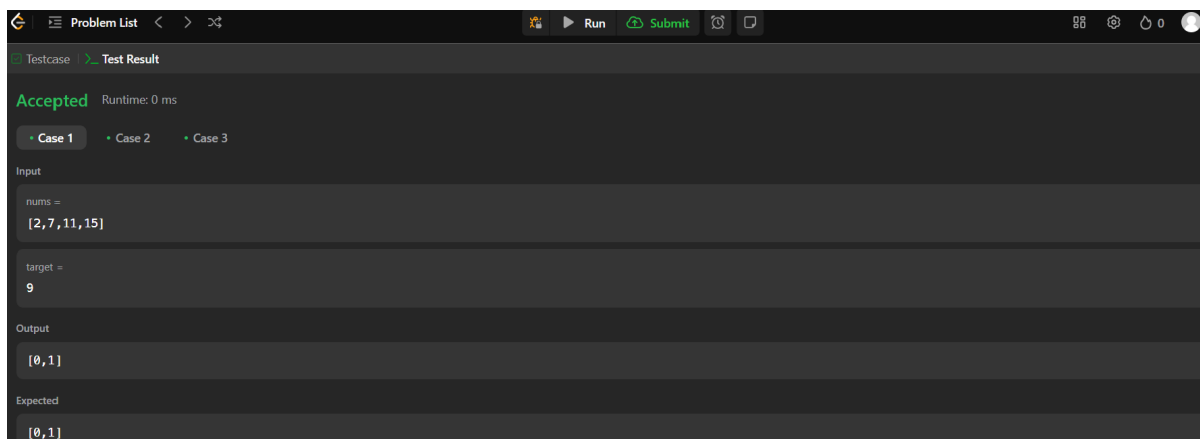 Problem List Run Submit 0
Testcase Test Result
Accepted Runtime: 0 ms
Case 1 Case 2 Case 3
Input
nums =
[2,7,11,15]
target =
9
Output
[0,1]
Expected
[0,1]